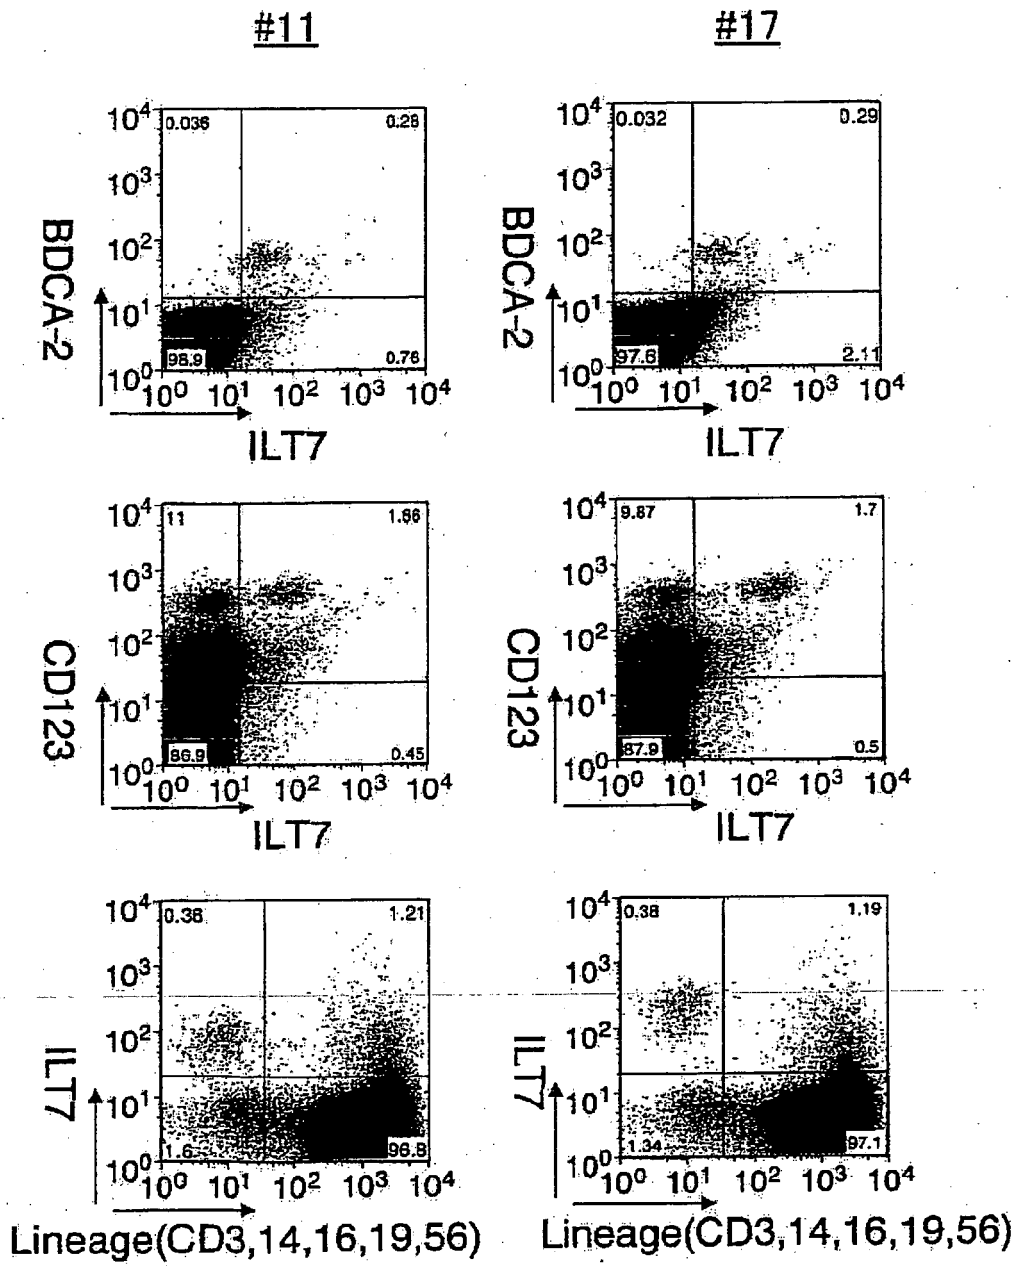 #11 #17
10⁴ 0.036 0.28 10⁴ 0.032 0.29
10³ 10³
10² 10²
BDCA-2 BDCA-2
10¹ 10¹
98.9 0.76 97.6 2.11
10⁰ 10⁰
10⁰ 10¹ 10² 10³ 10⁴ 10⁰ 10¹ 10² 10³ 10⁴
ILT7 ILT7
10⁴ 11 1.66 10⁴ 9.87 1.7
10³ 10³
10² 10²
CD123 CD123
10¹ 10¹
86.9 0.45 87.9 0.5
10⁰ 10⁰
10⁰ 10¹ 10² 10³ 10⁴ 10⁰ 10¹ 10² 10³ 10⁴
ILT7 ILT7
10⁴ 0.38 1.21 10⁴ 0.38 1.19
10³ 10³
10² 10²
ILT7 ILT7
10¹ 10¹
1.6 96.8 1.34 97.1
10⁰ 10⁰
10⁰ 10¹ 10² 10³ 10⁴ 10⁰ 10¹ 10² 10³ 10⁴
Lineage(CD3,14,16,19,56) Lineage(CD3,14,16,19,56)